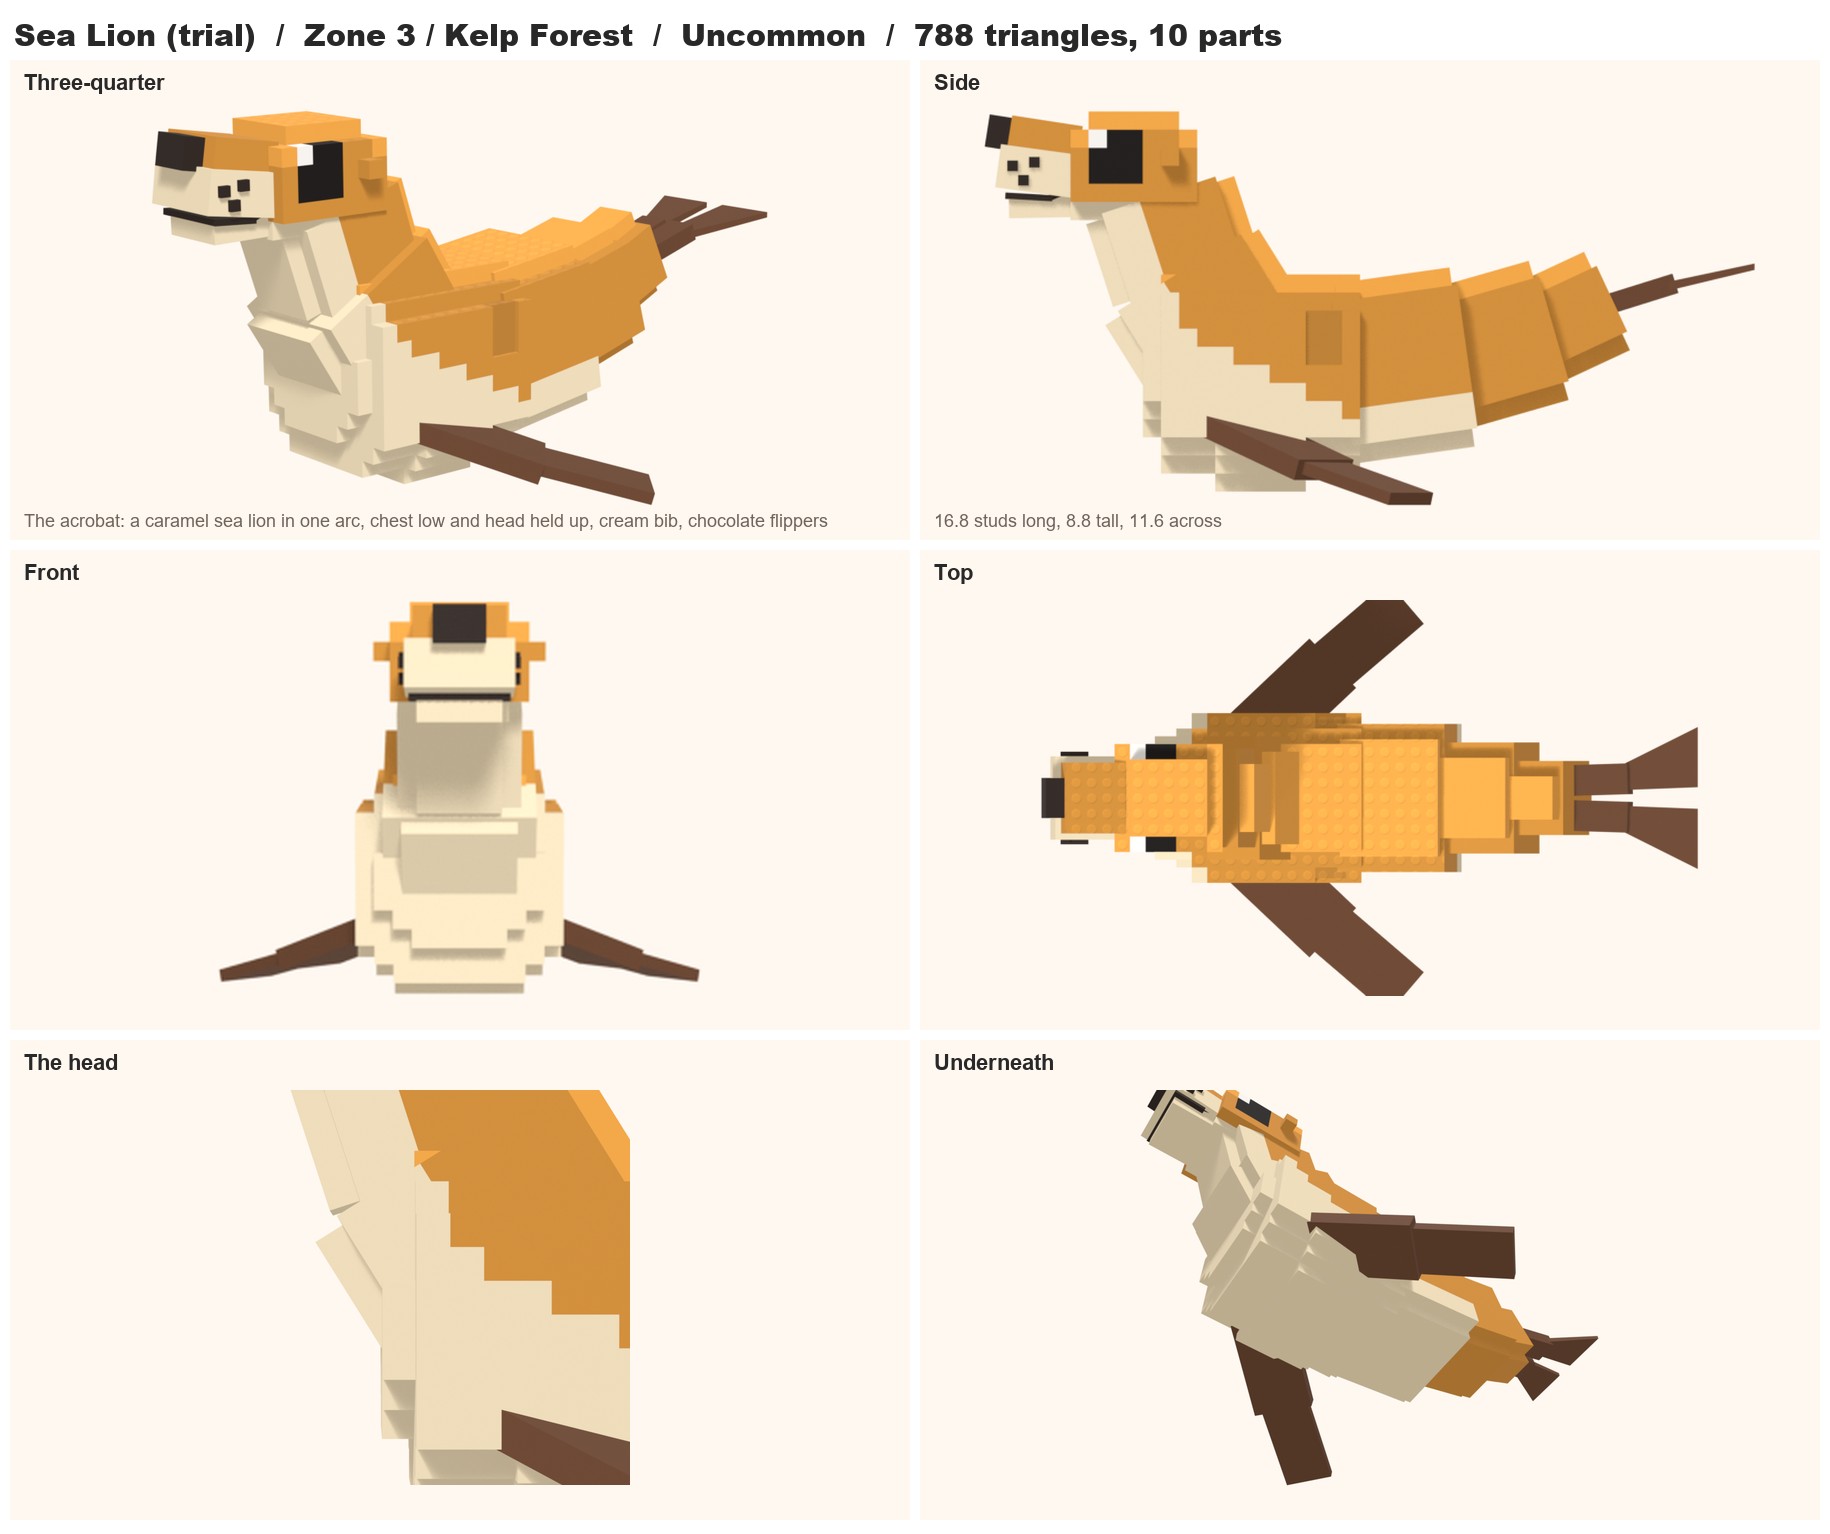 Sea Lion (trial) / Zone 3 / Kelp Forest / Uncommon / 788 triangles, 10 parts
Three-quarter
The acrobat: a caramel sea lion in one arc, chest low and head held up, cream bib, chocolate flippers
Side
16.8 studs long, 8.8 tall, 11.6 across
Front
Top
The head
Underneath